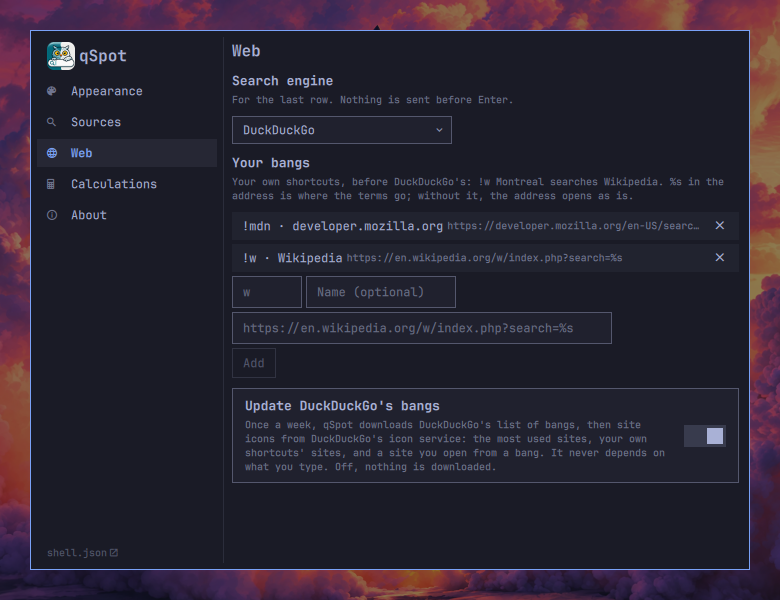 qSpot
Appearance
Sources
Web
Calculations
About
shell.json
Web
Search engine
For the last row. Nothing is sent before Enter.
DuckDuckGo
Your bangs
Your own shortcuts, before DuckDuckGo's: !w Montreal searches Wikipedia. %s in the
address is where the terms go; without it, the address opens as is.
!mdn · developer.mozilla.org https://developer.mozilla.org/en-US/searc…
!w · Wikipedia https://en.wikipedia.org/w/index.php?search=%s
w Name (optional)
https://en.wikipedia.org/w/index.php?search=%s
Add
Update DuckDuckGo's bangs
Once a week, qSpot downloads DuckDuckGo's list of bangs, then site
icons from DuckDuckGo's icon service: the most used sites, your own
shortcuts' sites, and a site you open from a bang. It never depends on
what you type. Off, nothing is downloaded.